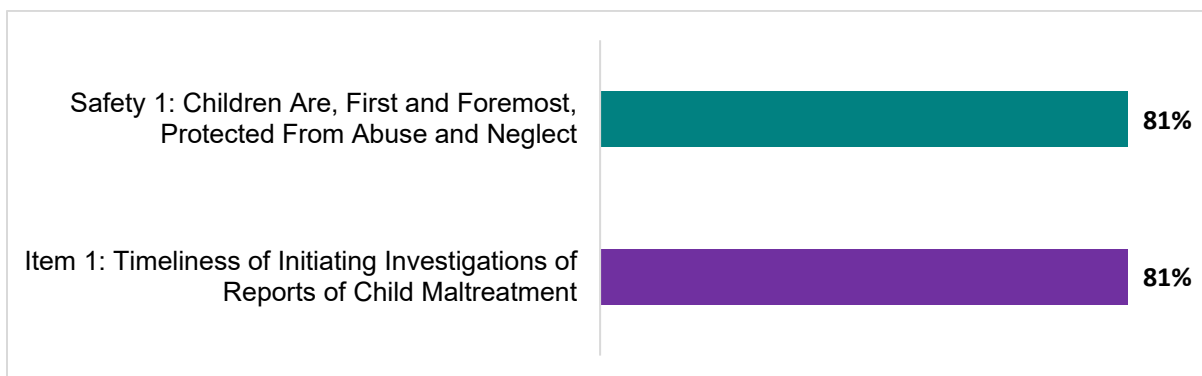 Safety 1: Children Are, First and Foremost,
Protected From Abuse and Neglect
81%
Item 1: Timeliness of Initiating Investigations of
Reports of Child Maltreatment
81%